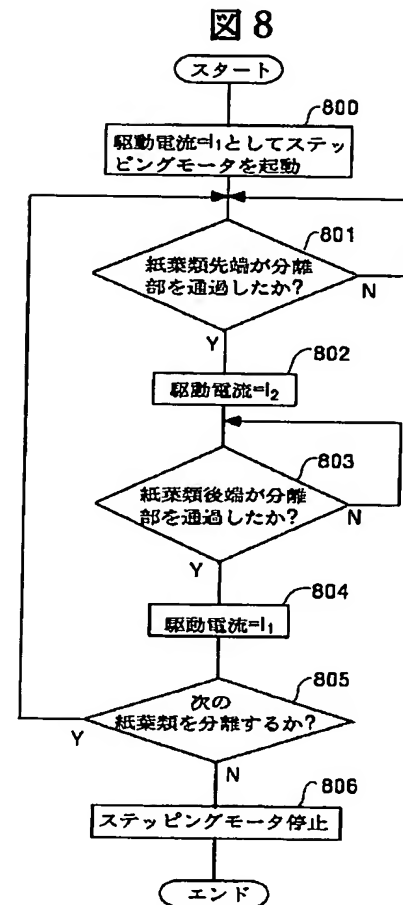 図8
スタート
800
駆動電流=I₁としてステッ
ピングモータを起動
801
紙葉類先端が分離
部を通過したか?
N
Y
802
駆動電流=I₂
803
紙葉類後端が分離
部を通過したか?
N
Y
804
駆動電流=I₁
805
次の
紙葉類を分離するか?
Y
N
806
ステッピングモータ停止
エンド